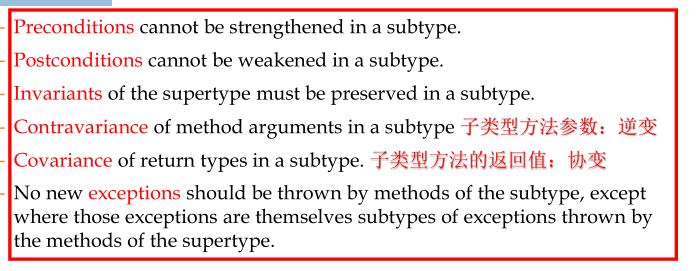 Preconditions cannot be strengthened in a subtype.
Postconditions cannot be weakened in a subtype.
Invariants of the supertype must be preserved in a subtype.
Contravariance of method arguments in a subtype 子类型方法参数：逆变
Covariance of return types in a subtype. 子类型方法的返回值：协变
No new exceptions should be thrown by methods of the subtype, except
where those exceptions are themselves subtypes of exceptions thrown by
the methods of the supertype.